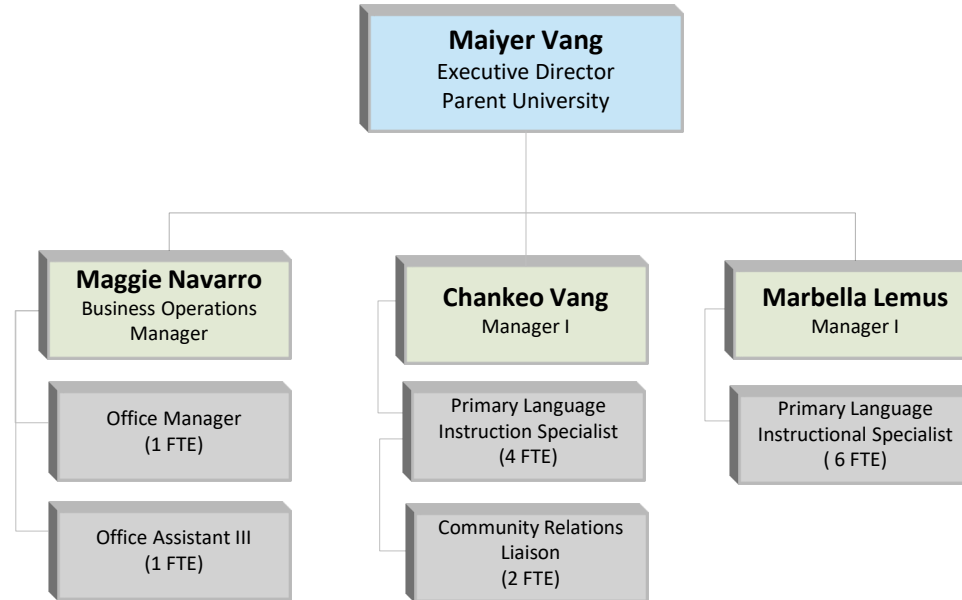 Maiyer Vang
Executive Director
Parent University
Maggie Navarro
Business Operations
Manager
Office Manager
(1 FTE)
Office Assistant III
(1 FTE)
Chankeo Vang
Manager I
Primary Language
Instruction Specialist
(4 FTE)
Community Relations
Liaison
(2 FTE)
Marbella Lemus
Manager I
Primary Language
Instructional Specialist
( 6 FTE)